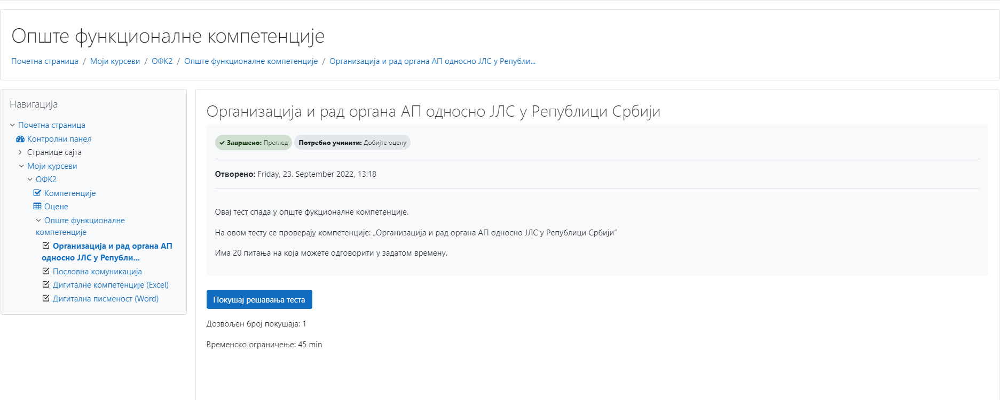 Опште функционалне компетенције
Почетна страница / Моји курсеви / ОФК2 / Опште функционалне компетенције / Организација и рад органа АП односно ЈЛС у Републи...
Навигација
Почетна страница
Контролни панел
Странице сајта
Моји курсеви
ОФК2
Компетенције
Оцене
Опште функционалне
компетенције
Организација и рад органа АП
односно ЈЛС у Републи...
Пословна комуникација
Дигиталне компетенције (Excel)
Дигитална писменост (Word)
Организација и рад органа АП односно ЈЛС у Републици Србији
Завршено: Преглед Потребно учинити: Добијте оцену
Отворено: Friday, 23. September 2022, 13:18
Овај тест спада у опште фукционалне компетенције.
На овом тесту се проверају компетенције: „Организација и рад органа АП односно ЈЛС у Републици Србији“
Има 20 питања на која можете одговорити у задатом времену.
Покушај решавања теста
Дозвољен број покушаја: 1
Временско ограничење: 45 min